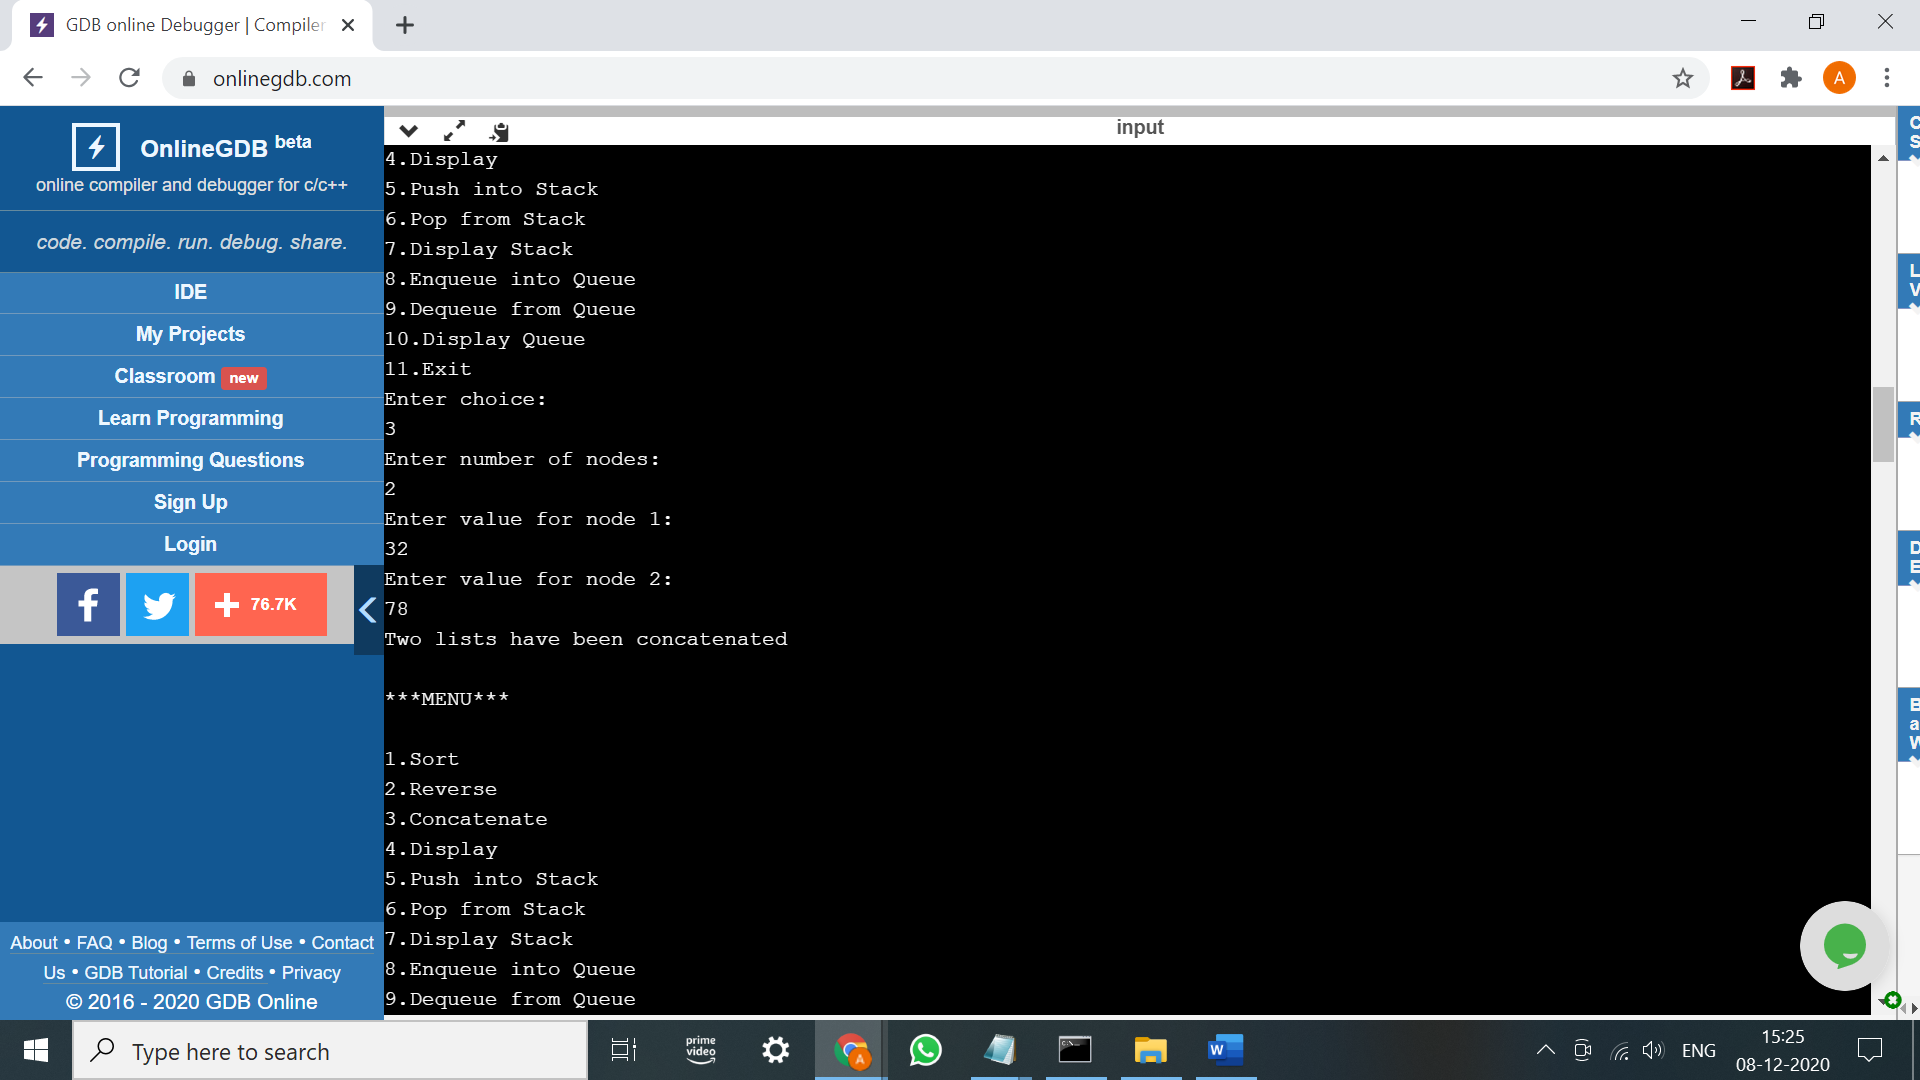 GDB online Debugger | Compiler
onlinegdb.com
A
OnlineGDB beta
online compiler and debugger for c/c++
code. compile. run. debug. share.
IDE
My Projects
Classroom new
Learn Programming
Programming Questions
Sign Up
Login
f
76.7K
About • FAQ • Blog • Terms of Use • Contact
Us • GDB Tutorial • Credits • Privacy
© 2016 - 2020 GDB Online
input
4.Display
5.Push into Stack
6.Pop from Stack
7.Display Stack
8.Enqueue into Queue
9.Dequeue from Queue
10.Display Queue
11.Exit
Enter choice:
3
Enter number of nodes:
2
Enter value for node 1:
32
Enter value for node 2:
78
Two lists have been concatenated
***MENU***
1.Sort
2.Reverse
3.Concatenate
4.Display
5.Push into Stack
6.Pop from Stack
7.Display Stack
8.Enqueue into Queue
9.Dequeue from Queue
Type here to search
prime
video
A
W
ENG
15:25
08-12-2020